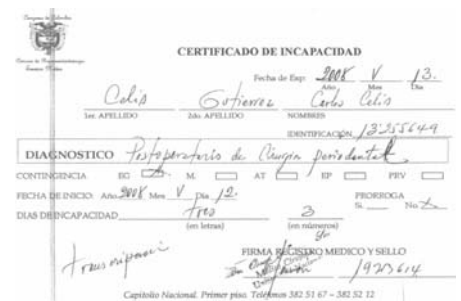 CERTIFICADO DE INCAPACIDAD
Fecha de Exp: 2008 V 13.
Año Mes Día
Celis Gutierrez Carlos Celis
1er. APELLIDO 2do. APELLIDO NOMBRES
IDENTIFICACIÓN 13255649
DIAGNOSTICO Postoperatorio de Cirugia periodontal
CONTINGENCIA EG M. AT EP PRV
PRORROGA
FECHA DE INICIO: Año 2008 Mes V Día 12.
Si. No X
DIAS DE INCAPACIDAD tres 3
(en letras) (en números)
FIRMA REGISTRO MEDICO Y SELLO
Capitolio Nacional. Primer piso. Teléfonos 382 51 67 – 382 52 12